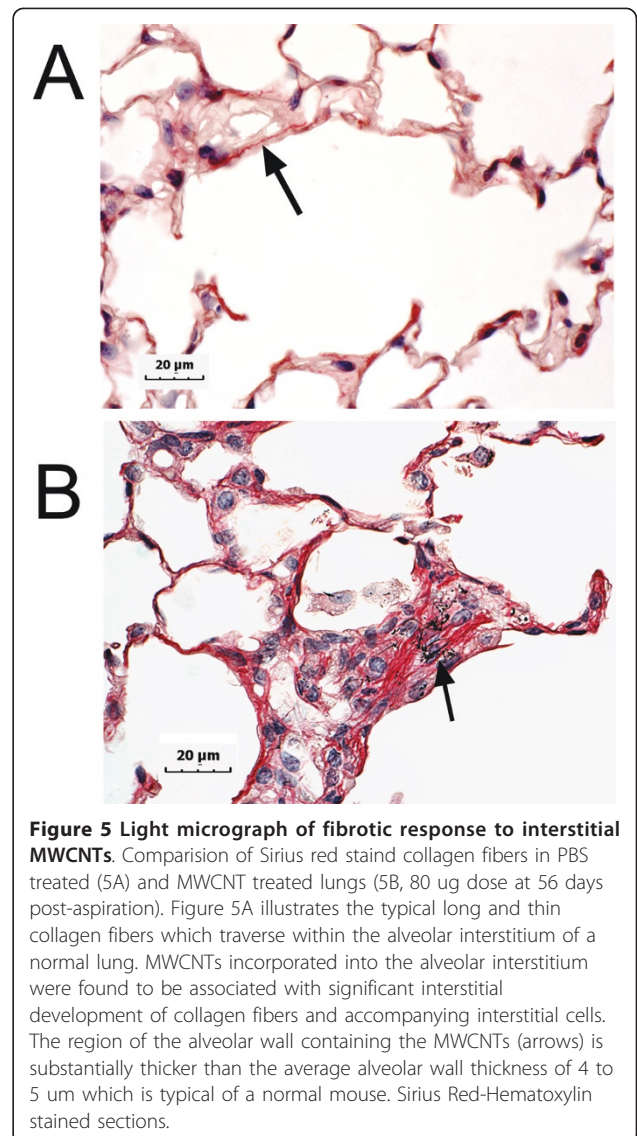 A
20 µm
B
20 µm
Figure 5 Light micrograph of fibrotic response to interstitial
MWCNTs. Comparision of Sirius red staind collagen fibers in PBS
treated (5A) and MWCNT treated lungs (5B, 80 ug dose at 56 days
post-aspiration). Figure 5A illustrates the typical long and thin
collagen fibers which traverse within the alveolar interstitium of a
normal lung. MWCNTs incorporated into the alveolar interstitium
were found to be associated with significant interstitial
development of collagen fibers and accompanying interstitial cells.
The region of the alveolar wall containing the MWCNTs (arrows) is
substantially thicker than the average alveolar wall thickness of 4 to
5 um which is typical of a normal mouse. Sirius Red-Hematoxylin
stained sections.